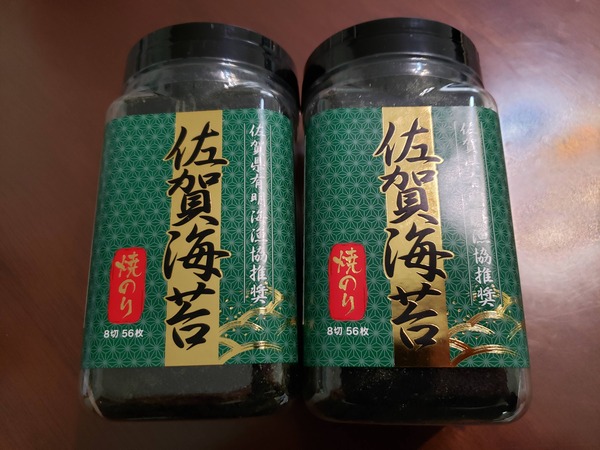 佐賀県有明海漁協推奨
佐賀海苔
焼のり
8切 56枚
佐賀海苔
焼のり
8切 56枚
漁協推奨